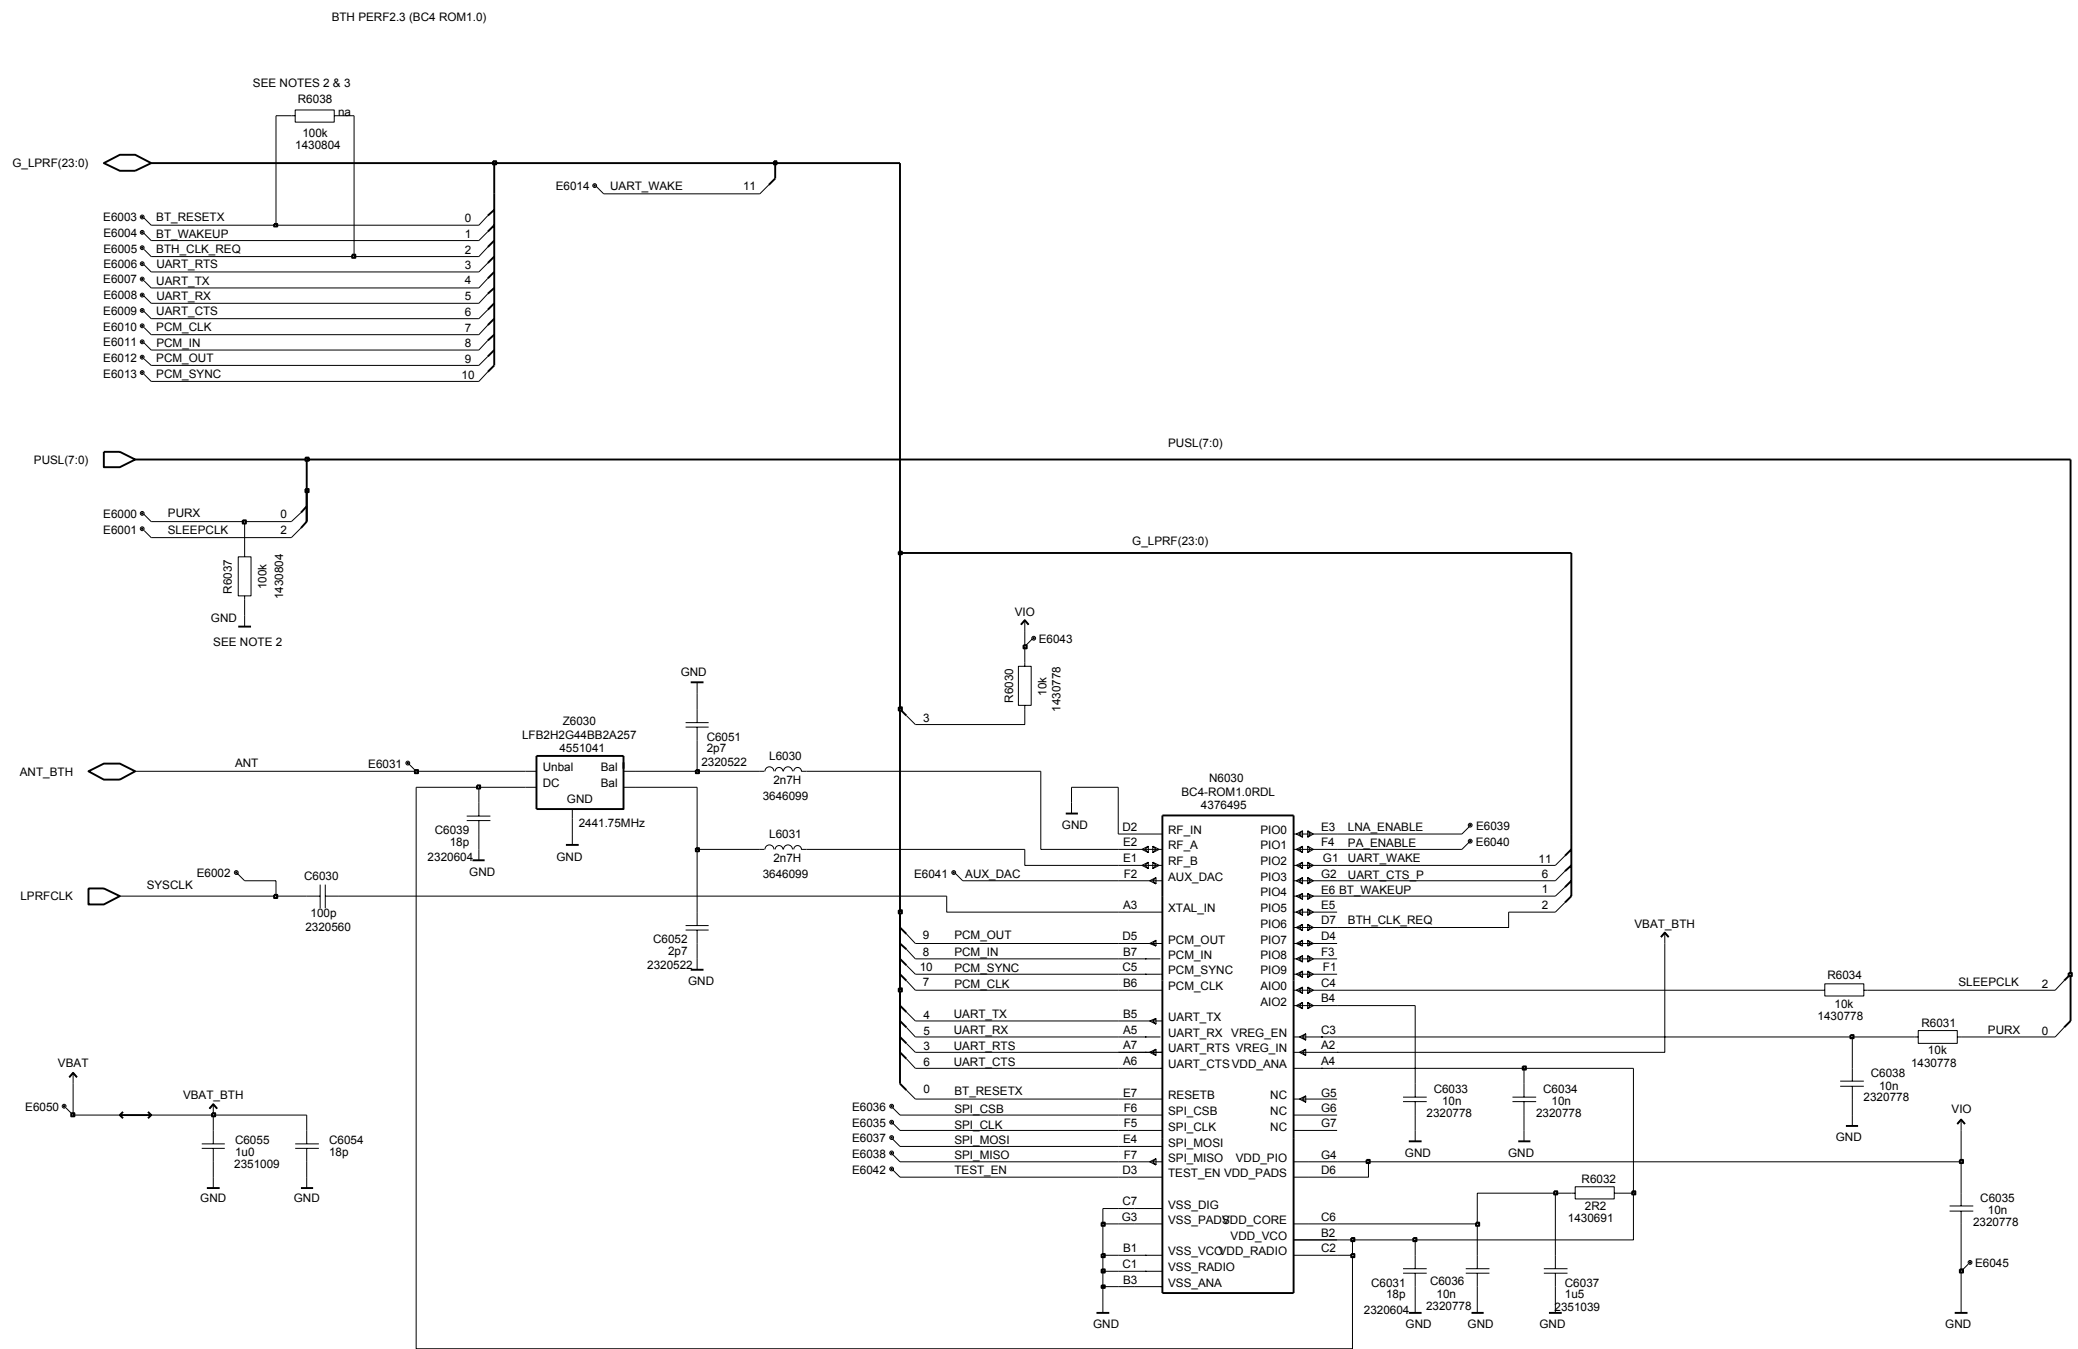 BTH PERF2.3 (BC4 ROM1.0)
SEE NOTES 2 & 3
R6038
na
100k
1430804
G_LPRF(23:0)
E6014 UART_WAKE 11
E6003 BT_RESETX 0
E6004 BT_WAKEUP 1
E6005 BTH_CLK_REQ 2
E6006 UART_RTS 3
E6007 UART_TX 4
E6008 UART_RX 5
E6009 UART_CTS 6
E6010 PCM_CLK 7
E6011 PCM_IN 8
E6012 PCM_OUT 9
E6013 PCM_SYNC 10
PUSL(7:0)
PUSL(7:0)
E6000 PURX 0
E6001 SLEEPCLK 2
R6037
100k
1430804
GND
SEE NOTE 2
G_LPRF(23:0)
VIO
E6043
R6030
10k
1430778
3
GND
C6051
2p7
2320522
Z6030
LFB2H2G44BB2A257
4551041
Unbal Bal
DC Bal
GND
2441.75MHz
GND
ANT_BTH
ANT
E6031
L6030
2n7H
3646099
L6031
2n7H
3646099
C6039
18p
2320604
GND
LPRFCLK
SYSCLK
E6002
C6030
100p
2320560
C6052
2p7
2320522
GND
GND
N6030
BC4-ROM1.0RDL
4376495
D2 RF_IN
E2 RF_A
E1 RF_B
E6041 AUX_DAC F2 AUX_DAC
A3 XTAL_IN
9 PCM_OUT D5 PCM_OUT
8 PCM_IN B7 PCM_IN
10 PCM_SYNC C5 PCM_SYNC
7 PCM_CLK B6 PCM_CLK
4 UART_TX B5 UART_TX
5 UART_RX A5 UART_RX
3 UART_RTS A7 UART_RTS
6 UART_CTS A6 UART_CTS
0 BT_RESETX E7 RESETB
E6036 SPI_CSB F6 SPI_CSB
E6035 SPI_CLK F5 SPI_CLK
E6037 SPI_MOSI E4 SPI_MOSI
E6038 SPI_MISO F7 SPI_MISO
E6042 TEST_EN D3 TEST_EN
C7 VSS_DIG
G3 VSS_PADS
B1 VSS_VCO
C1 VSS_RADIO
B3 VSS_ANA
GND
PIO0 E3 LNA_ENABLE E6039
PIO1 F4 PA_ENABLE E6040
PIO2 G1 UART_WAKE 11
PIO3 G2 UART_CTS_P 6
PIO4 E6 BT_WAKEUP 1
PIO5 E5 2
PIO6 D7 BTH_CLK_REQ
PIO7 D4
PIO8 F3
PIO9 F1
AIO0 C4
AIO2 B4
VREG_EN C3
VREG_IN A2
VDD_ANA A4
NC G5
NC G6
NC G7
VDD_PIO G4
VDD_PADS D6
VDD_CORE C6
VDD_VCO B2
VDD_RADIO C2
VBAT_BTH
R6034
10k
1430778
SLEEPCLK 2
R6031
10k
1430778
PURX 0
C6033
10n
2320778
GND
C6034
10n
2320778
GND
C6038
10n
2320778
GND
VIO
R6032
2R2
1430691
C6035
10n
2320778
E6045
GND
C6031
18p
2320604
GND
C6036
10n
2320778
GND
C6037
1u5
2351039
GND
VBAT
E6050
VBAT_BTH
C6055
1u0
2351009
GND
C6054
18p
GND